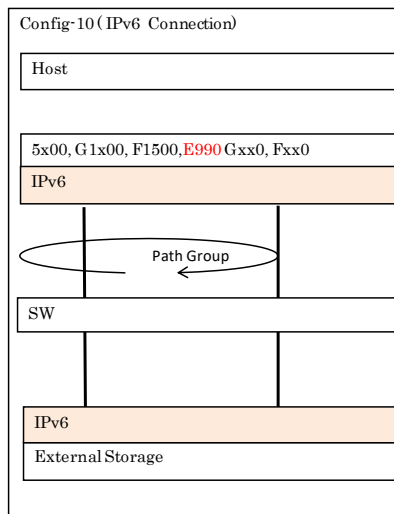 Config-10(IPv6 Connection)
Host
5x00, G1x00, F1500,E990 Gxx0, Fxx0
IPv6
Path Group
SW
IPv6
External Storage